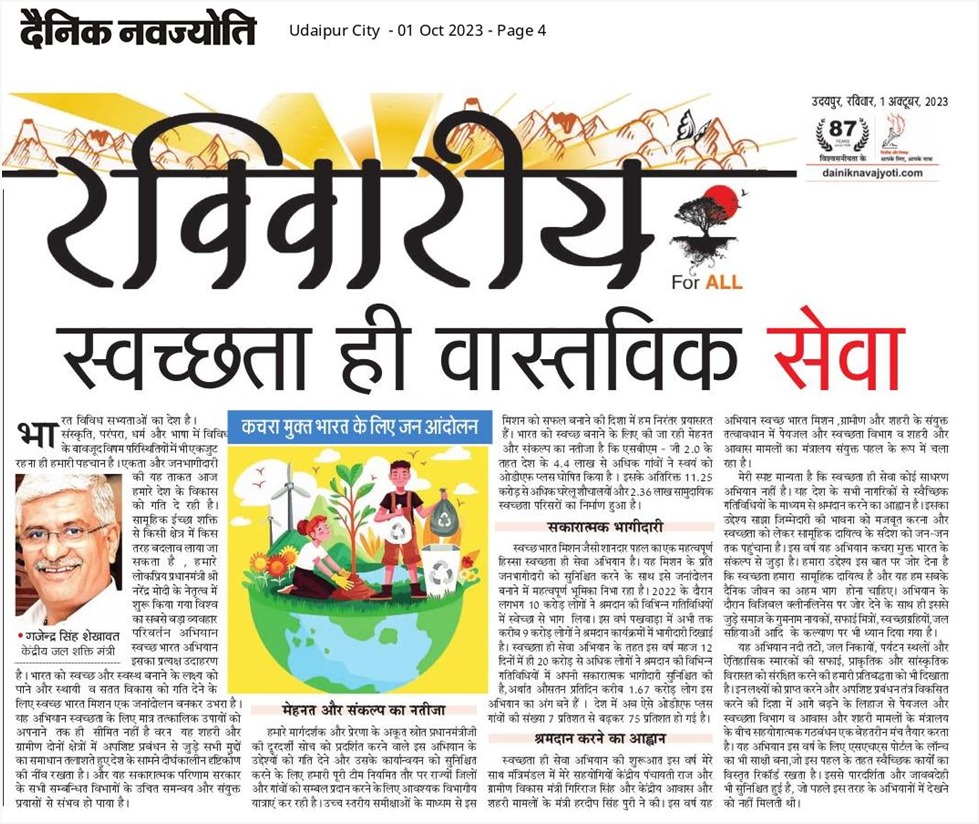 दैनिक नवज्योति
Udaipur City - 01 Oct 2023 - Page 4
उदयपुर, रविवार, 1 अक्टूबर, 2023
87
YEARS
विश्वसनीयता के
आपके लिए, आपके साथ
dainiknavajyoti.com
रविवारीय
For ALL
स्वच्छता ही वास्तविक सेवा
भारत विविध सभ्यताओं का देश है।
संस्कृति, परंपरा, धर्म और भाषा में विविध
के बावजूद विषम परिस्थितियों में भी एकजुट
रहना ही हमारी पहचान है। एकता और जनभागीदारी
की यह ताकत आज
हमारे देश के विकास
को गति दे रही है।
सामूहिक ईच्छा शक्ति
से किसी क्षेत्र में किस
तरह बदलाव लाया जा
सकता है , हमारे
लोकप्रिय प्रधानमंत्री श्री
नरेंद्र मोदी के नेतृत्व में
शुरू किया गया विश्व
का सबसे बड़ा व्यवहार
परिवर्तन अभियान
स्वच्छ भारत अभियान
इसका प्रत्यक्ष उदाहरण
• गजेन्द्र सिंह शेखावत
केंद्रीय जल शक्ति मंत्री
है। भारत को स्वच्छ और स्वस्थ बनाने के लक्ष्य को
पाने और स्थायी व सतत विकास को गति देने के
लिए स्वच्छ भारत मिशन एक जनांदोलन बनकर उभरा है।
यह अभियान स्वच्छता के लिए मात्र तत्कालिक उपायों को
अपनाने तक ही सीमित नहीं है वरन यह शहरी और
ग्रामीण दोनों क्षेत्रों में अपशिष्ट प्रबंधन से जुड़े सभी मुद्दों
का समाधान तलाशते हुए देश के सामने दीर्घकालीन दृष्टिकोण
की नींव रखता है। और यह सकारात्मक परिणाम सरकार
के सभी सम्बन्धित विभागों के उचित समन्वय और संयुक्त
प्रयासों से संभव हो पाया है।
कचरा मुक्त भारत के लिए जन आंदोलन
मेहनत और संकल्प का नतीजा
हमारे मार्गदर्शक और प्रेरणा के अकूत स्रोत प्रधानमंत्रीजी
की दूरदर्शी सोच को प्रदर्शित करने वाले इस अभियान के
उद्देश्यों को गति देने और उसके कार्यान्वयन को सुनिश्चित
करने के लिए हमारी पूरी टीम नियमित तौर पर राज्यों जिलों
और गांवों को सम्बल प्रदान करने के लिए आवश्यक विभागीय
यात्राएं कर रही है। उच्च स्तरीय समीक्षाओं के माध्यम से इस
मिशन को सफल बनाने की दिशा में हम निरंतर प्रयासरत
हैं। भारत को स्वच्छ बनाने के लिए की जा रही मेहनत
और संकल्प का नतीजा है कि एसबीएम - जी 2.0 के
तहत देश के 4.4 लाख से अधिक गांवों ने स्वयं को
ओडीएफ प्लस घोषित किया है। इसके अतिरिक्त 11.25
करोड़ से अधिक घरेलू शौचालयों और 2.36 लाख सामुदायिक
स्वच्छता परिसरों का निर्माण हुआ है।
सकारात्मक भागीदारी
स्वच्छ भारत मिशन जैसी शानदार पहल का एक महत्वपूर्ण
हिस्सा स्वच्छता ही सेवा अभियान है। यह मिशन के प्रति
जनभागीदारी को सुनिश्चित करने के साथ इसे जनांदोलन
बनाने में महत्वपूर्ण भूमिका निभा रहा है। 2022 के दौरान
लगभग 10 करोड़ लोगों ने श्रमदान की विभिन्न गतिविधियों
में स्वेच्छा से भाग लिया। इस वर्ष पखवाड़ा में अभी तक
करीब 9 करोड़ लोगों ने श्रमदान कार्यक्रम में भागीदारी दिखाई
है। स्वच्छता ही सेवा अभियान के तहत इस वर्ष महज 12
दिनों में ही 20 करोड़ से अधिक लोगों ने श्रमदान की विभिन्न
गतिविधियों में अपनी सकारात्मक भागीदारी सुनिश्चित की
है, अर्थात औसतन प्रतिदिन करीब 1.67 करोड़ लोग इस
अभियान का अंग बने हैं । देश में अब ऐसे ओडीएफ प्लस
गांवों की संख्या 7 प्रतिशत से बढ़कर 75 प्रतिशत हो गई है।
श्रमदान करने का आह्वान
स्वच्छता ही सेवा अभियान की शुरूआत इस वर्ष मेरे
साथ मंत्रिमंडल में मेरे सहयोगियों केंद्रीय पंचायती राज और
ग्रामीण विकास मंत्री गिरिराज सिंह और केंद्रीय आवास और
शहरी मामलों के मंत्री हरदीप सिंह पुरी ने की। इस वर्ष यह
अभियान स्वच्छ भारत मिशन ,ग्रामीण और शहरी के संयुक्त
तत्वावधान में पेयजल और स्वच्छता विभाग व शहरी और
आवास मामलों का मंत्रालय संयुक्त पहल के रूप में चला
रहा है।
मेरी स्पष्ट मान्यता है कि स्वच्छता ही सेवा कोई साधारण
अभियान नहीं है। यह देश के सभी नागरिकों से स्वैच्छिक
गतिविधियों के माध्यम से श्रमदान करने का आह्वान है। इसका
उद्देश्य साझा जिम्मेदारी की भावना को मजबूत करना और
स्वच्छता को लेकर सामूहिक दायित्व के संदेश को जन-जन
तक पहुंचाना है। इस वर्ष यह अभियान कचरा मुक्त भारत के
संकल्प से जुड़ा है। हमारा उद्देश्य इस बात पर जोर देना है
कि स्वच्छता हमारा सामूहिक दायित्व है और यह हम सबके
दैनिक जीवन का अहम भाग होना चाहिए। अभियान के
दौरान विजिबल क्लीनलिनेस पर जोर देने के साथ ही इससे
जुड़े समाज के गुमनाम नायकों, सफाई मित्रों, स्वच्छाग्रहियों, जल
सहियाओं आदि के कल्याण पर भी ध्यान दिया गया है।
यह अभियान नदी तटों, जल निकायों, पर्यटन स्थलों और
ऐतिहासिक स्मारकों की सफाई, प्राकृतिक और सांस्कृतिक
विरासत को संरक्षित करने की हमारी प्रतिबद्धता को भी दिखाता
है। इन लक्ष्यों को प्राप्त करने और अपशिष्ट प्रबंधन तंत्र विकसित
करने की दिशा में आगे बढ़ने के लिहाज से पेयजल और
स्वच्छता विभाग व आवास और शहरी मामलों के मंत्रालय
के बीच सहयोगात्मक गठबंधन एक बेहतरीन मंच तैयार करता
है। यह अभियान इस वर्ष के लिए एसएचएस पोर्टल के लॉन्च
का भी साक्षी बना,जो इस पहल के तहत स्वैच्छिक कार्यों का
विस्तृत रिकॉर्ड रखता है। इससे पारदर्शिता और जवाबदेही
भी सुनिश्चित हुई है, जो पहले इस तरह के अभियानों में देखने
को नहीं मिलती थी।